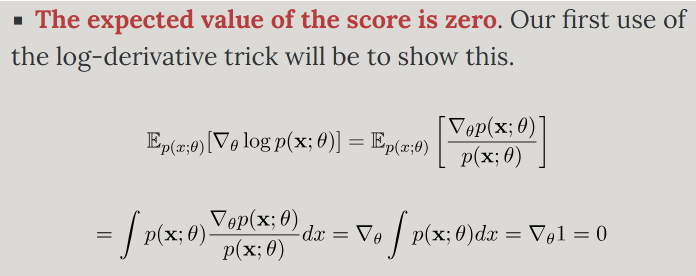 ▪ The expected value of the score is zero. Our first use of
the log-derivative trick will be to show this.
$\mathbb{E}_{p(x;\theta)}[\nabla_\theta \log p(\mathbf{x};\theta)] = \mathbb{E}_{p(x;\theta)}\left[\frac{\nabla_\theta p(\mathbf{x};\theta)}{p(\mathbf{x};\theta)}\right]$
$= \int p(\mathbf{x};\theta)\frac{\nabla_\theta p(\mathbf{x};\theta)}{p(\mathbf{x};\theta)}dx = \nabla_\theta \int p(\mathbf{x};\theta)dx = \nabla_\theta 1 = 0$